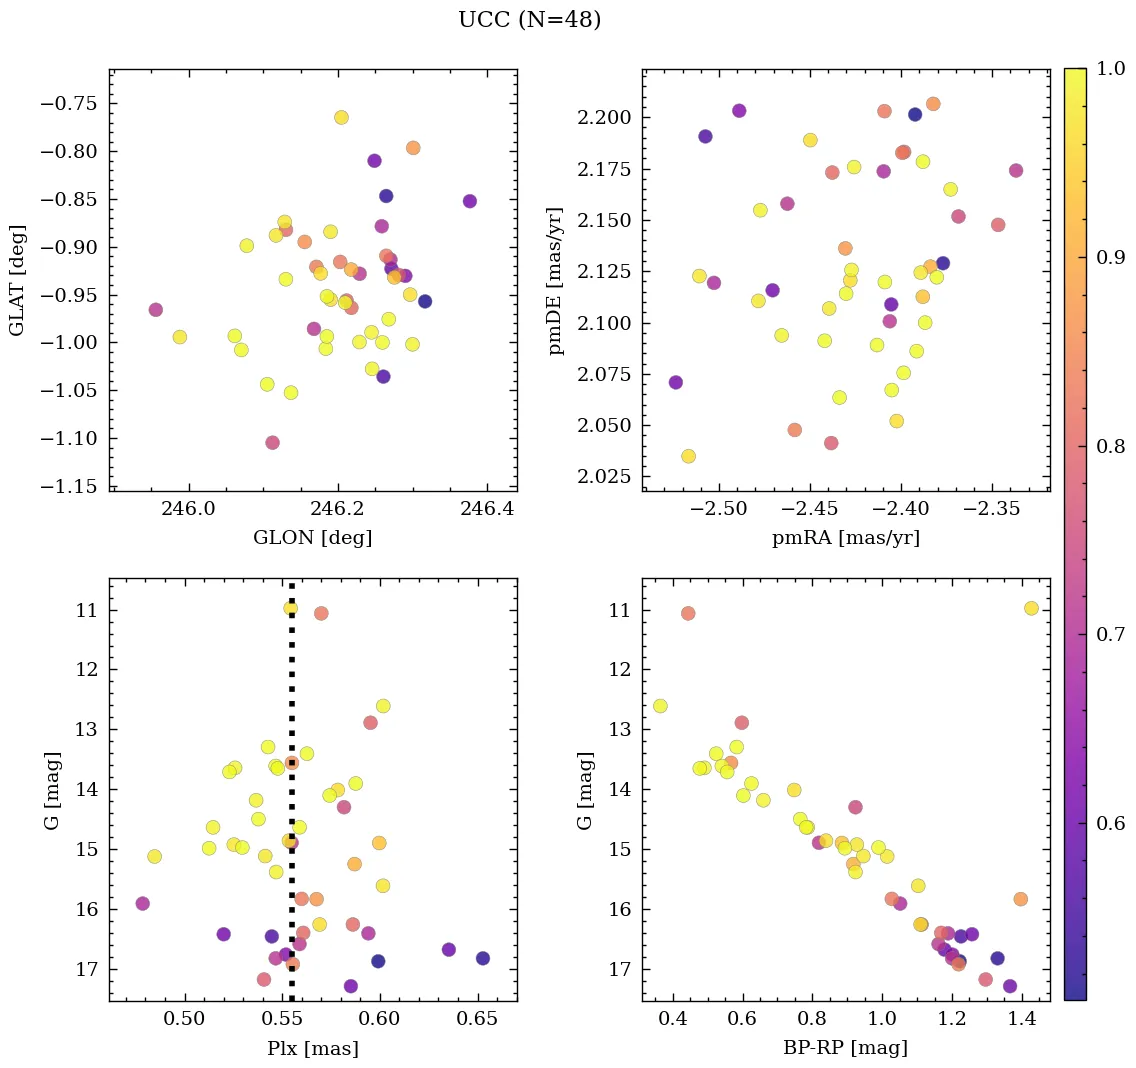 UCC (N=48)
−0.75
−0.80
−0.85
−0.90
−0.95
−1.00
−1.05
−1.10
−1.15
GLAT [deg]
246.0 246.2 246.4
GLON [deg]
2.200
2.175
2.150
2.125
2.100
2.075
2.050
2.025
pmDE [mas/yr]
−2.50 −2.45 −2.40 −2.35
pmRA [mas/yr]
11
12
13
14
15
16
17
G [mag]
0.50 0.55 0.60 0.65
Plx [mas]
11
12
13
14
15
16
17
G [mag]
0.4 0.6 0.8 1.0 1.2 1.4
BP-RP [mag]
1.0
0.9
0.8
0.7
0.6